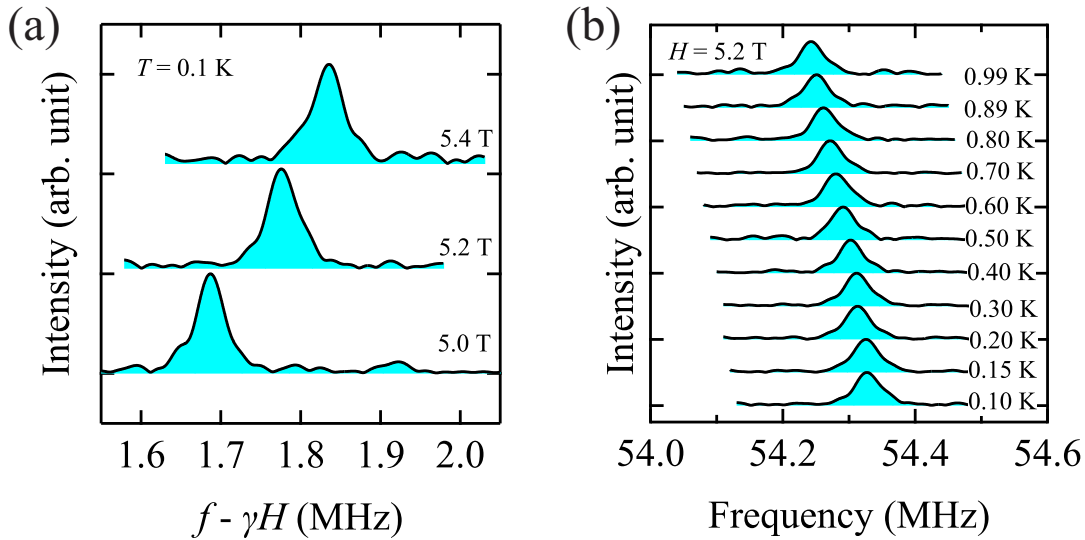 (a)
T = 0.1 K
5.4 T
5.2 T
5.0 T
Intensity (arb. unit)
1.6 1.7 1.8 1.9 2.0
f - γH (MHz)
(b)
H = 5.2 T
0.99 K
0.89 K
0.80 K
0.70 K
0.60 K
0.50 K
0.40 K
0.30 K
0.20 K
0.15 K
0.10 K
Intensity (arb. unit)
54.0 54.2 54.4 54.6
Frequency (MHz)